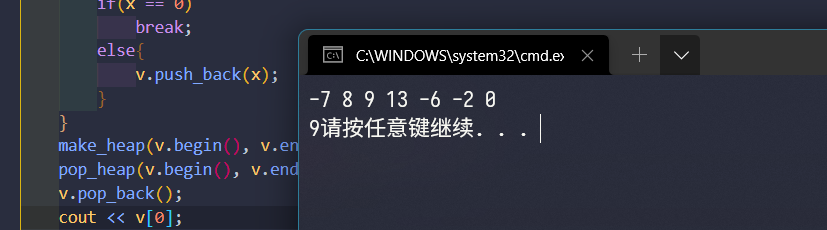 if(x == 0)
break;
else{
v.push_back(x);
}
}
make_heap(v.begin(), v.en
pop_heap(v.begin(), v.end
v.pop_back();
cout << v[0];
C:\WINDOWS\system32\cmd.ex
-7 8 9 13 -6 -2 0
9请按任意键继续. . .